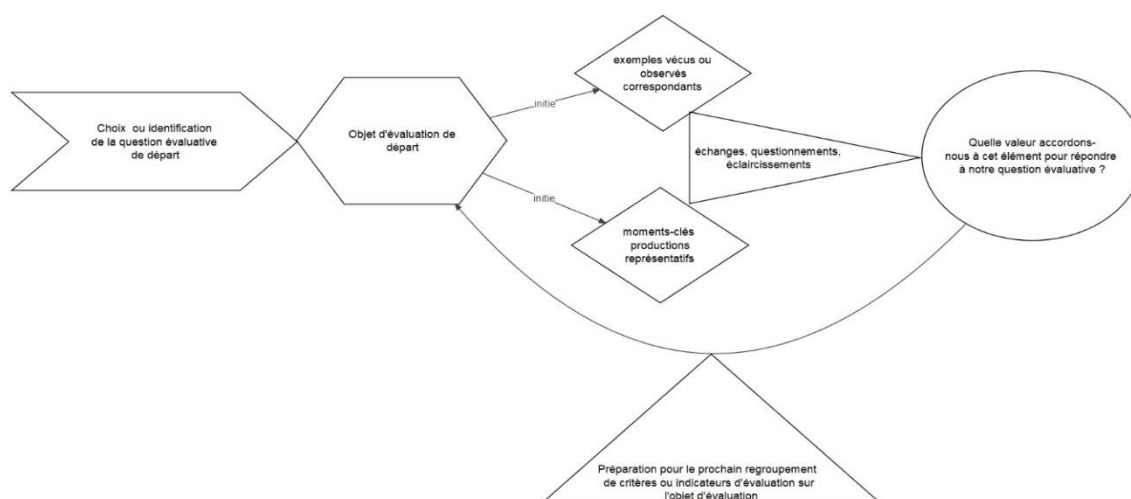 Choix ou identification
de la question évaluative
de départ
Objet d'évaluation de
départ
initie
initie
exemples vécus ou
observés
correspondants
échanges, questionnements,
éclaircissements
moments-clés
productions
représentatifs
Quelle valeur accordons-
nous à cet élément pour répondre
à notre question évaluative ?
Préparation pour le prochain regroupement
de critères ou indicateurs d'évaluation sur
l'objet d'évaluation